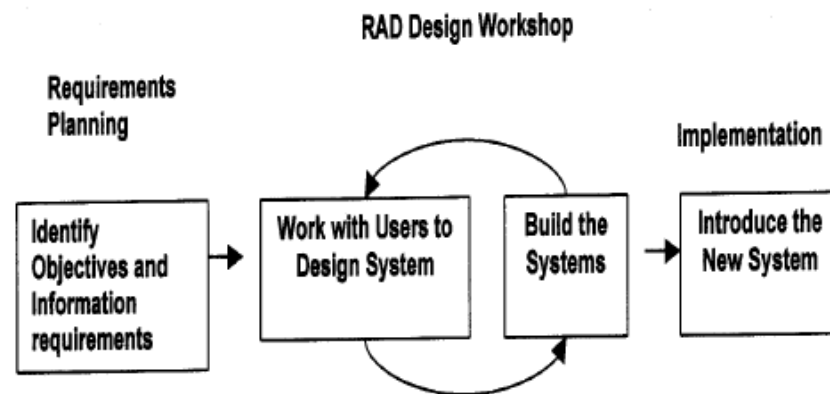 RAD Design Workshop
Requirements
Planning
Implementation
Identify
Objectives and
Information
requirements
Work with Users to
Design System
Build the
Systems
Introduce the
New System